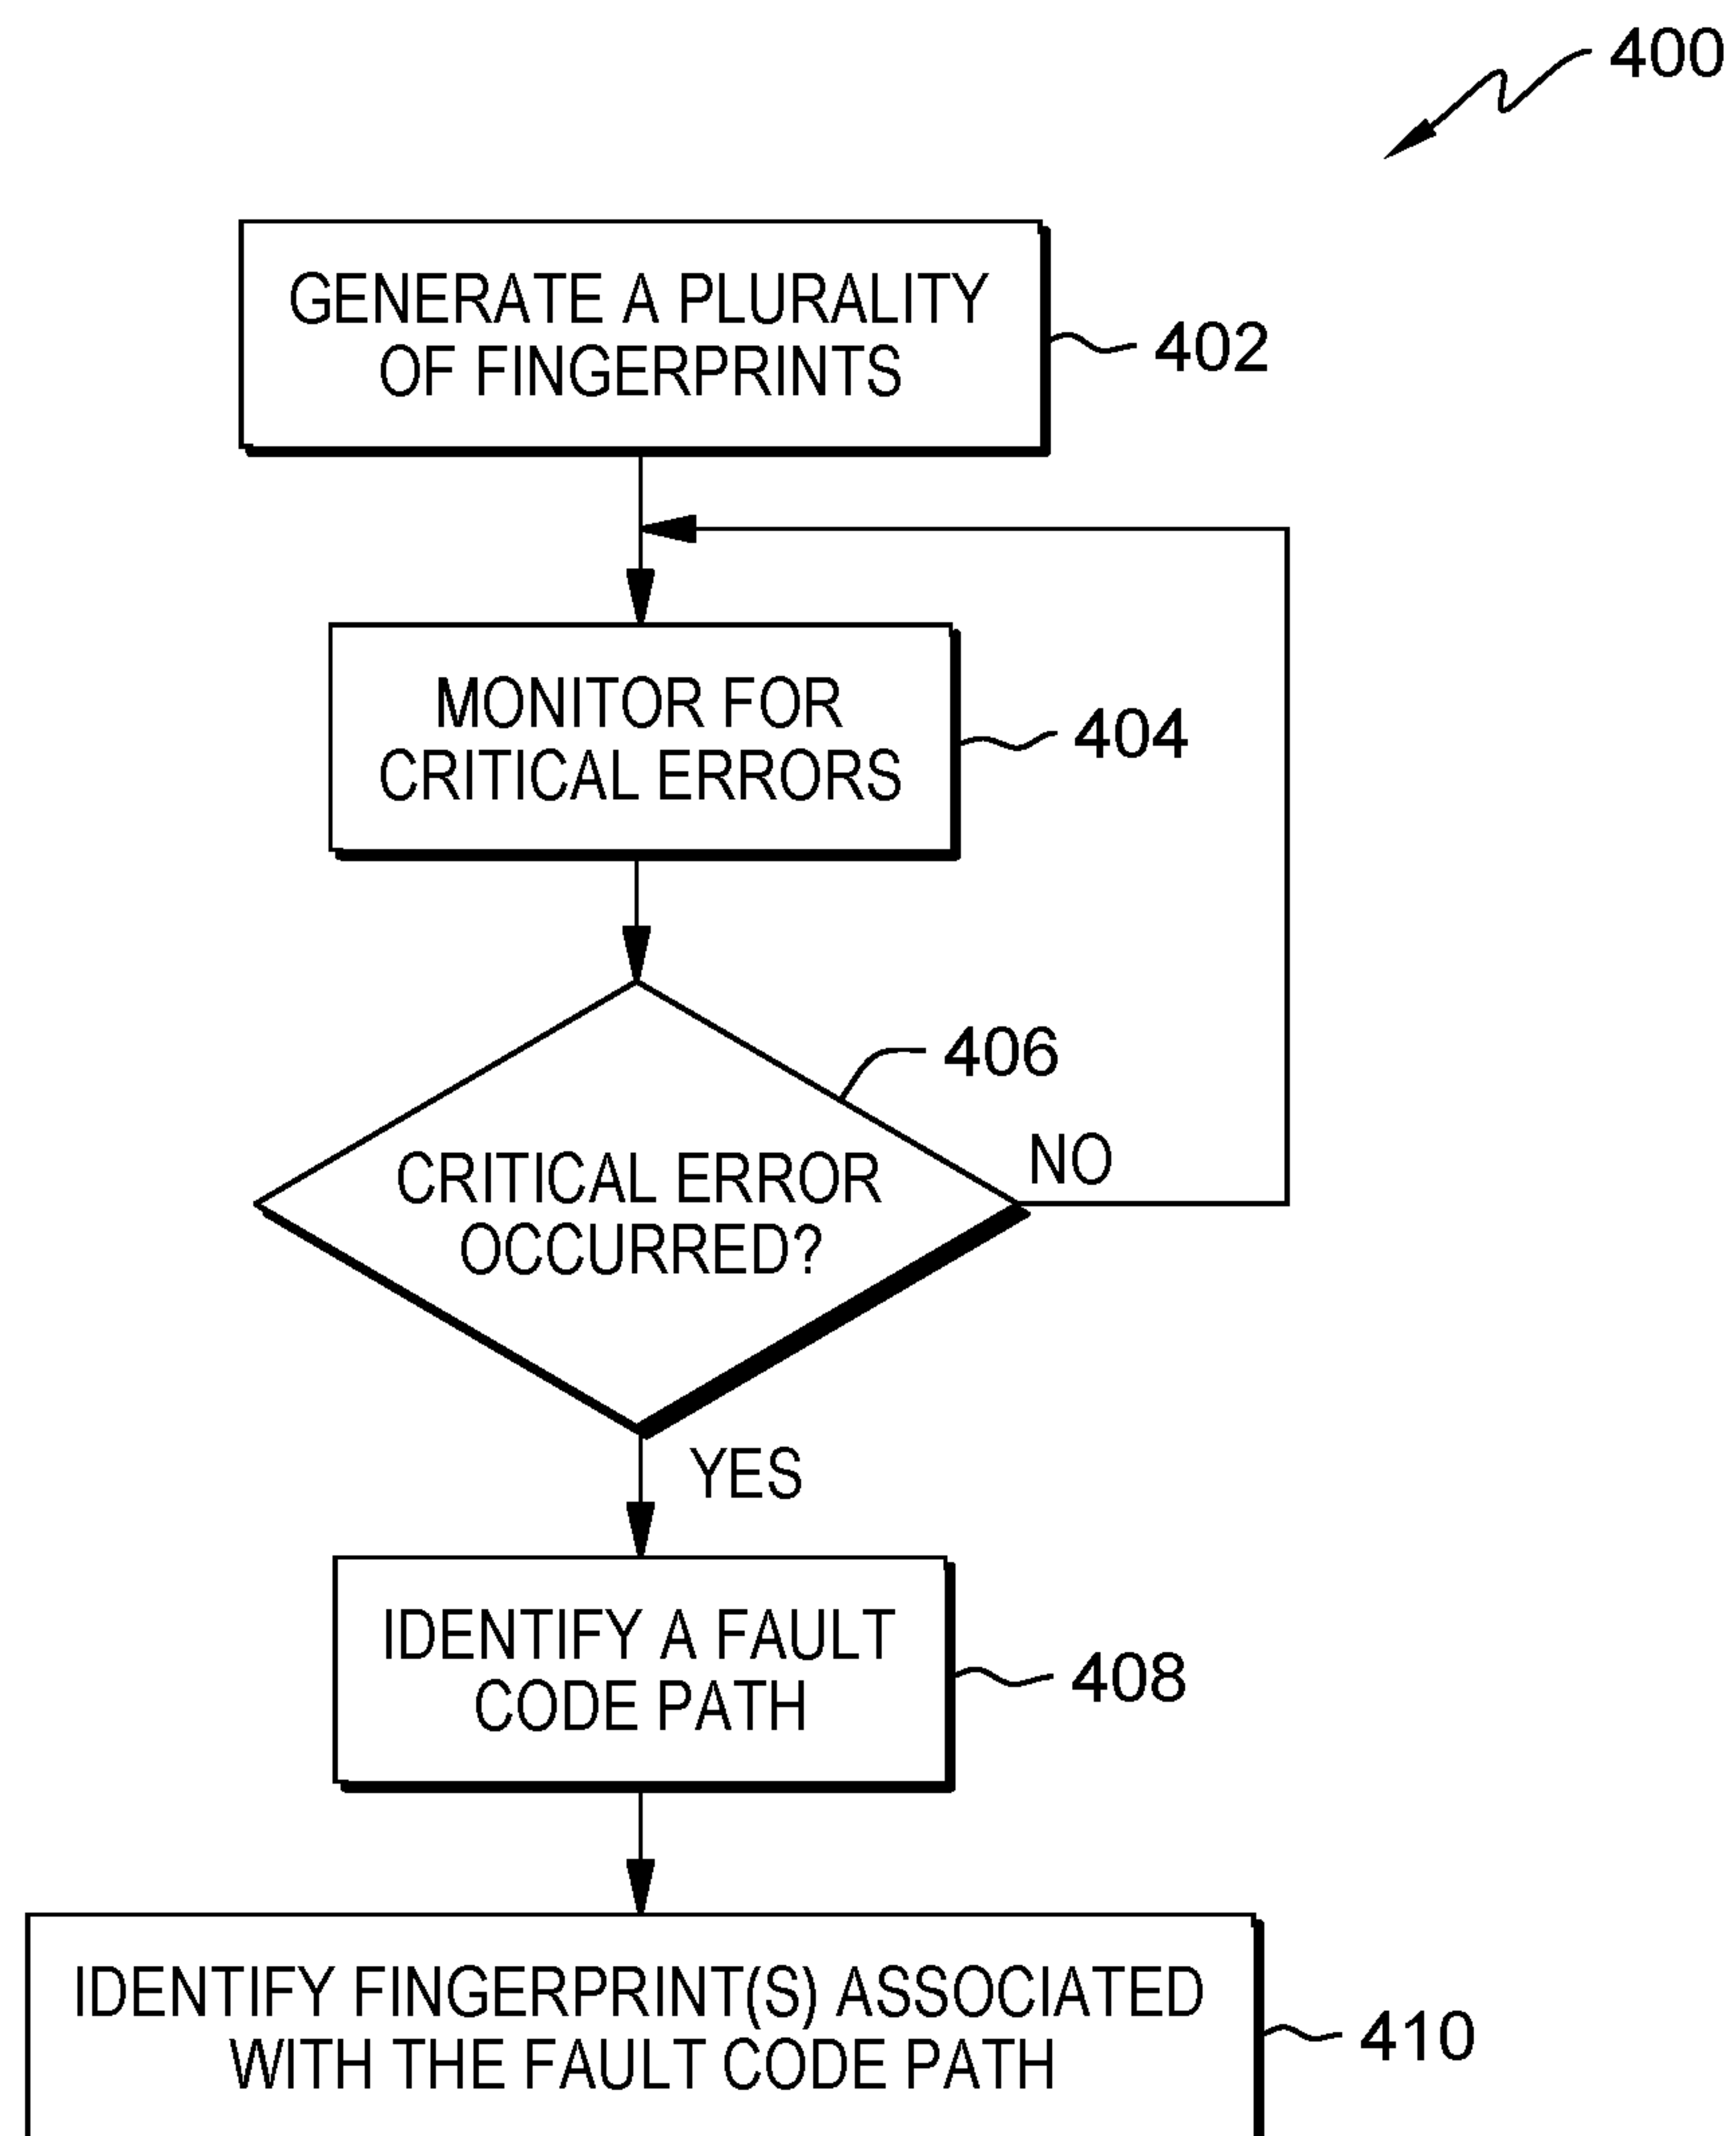 400
GENERATE A PLURALITY
OF FINGERPRINTS
402
MONITOR FOR
CRITICAL ERRORS
404
406
CRITICAL ERROR
OCCURRED?
NO
YES
IDENTIFY A FAULT
CODE PATH
408
IDENTIFY FINGERPRINT(S) ASSOCIATED
WITH THE FAULT CODE PATH
410